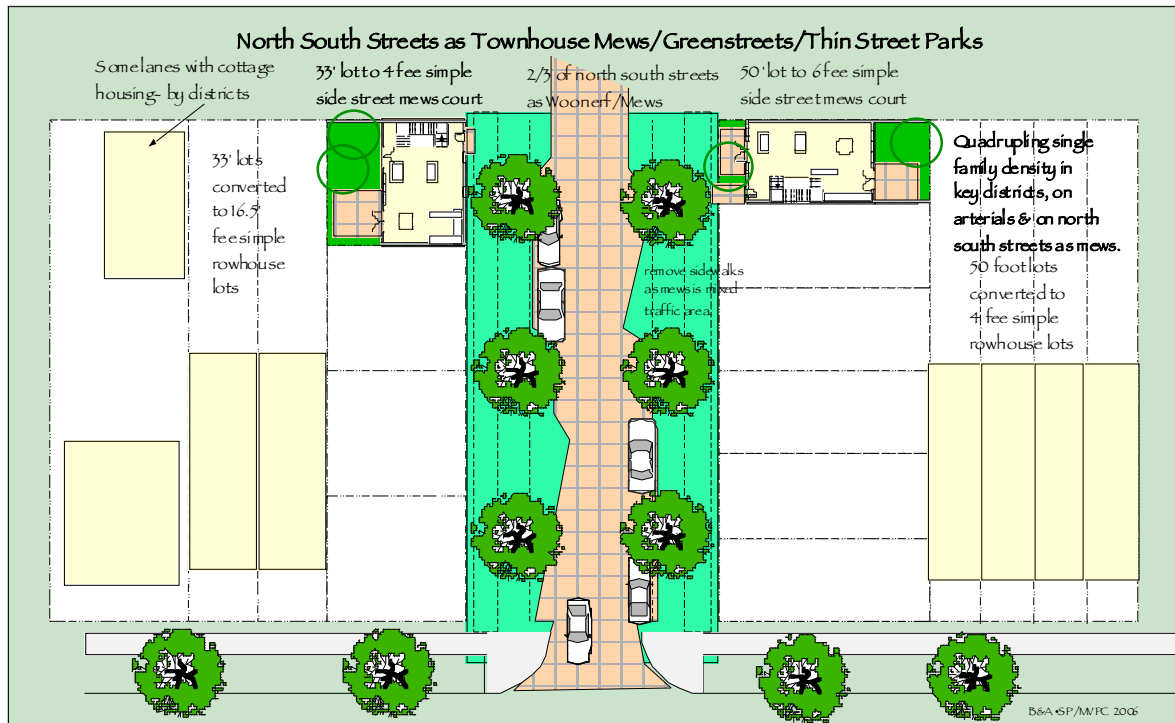 North South Streets as Townhouse Mews/Greenstreets/Thin Street Parks
Some lanes with cottage
housing- by districts
33' lot to 4 fee simple
side street mews court
2/3 of north south streets
as Woonerf/Mews
50' lot to 6 fee simple
side street mews court
33' lots
converted
to 16.5'
fee simple
rowhouse
lots
remove sidewalks
as mews is mixed
traffic area
Quadrupling single
family density in
key districts, on
arterials & on north
south streets as mews.
50 foot lots
converted to
4 fee simple
rowhouse lots
B&A•SP/M/PC 2006